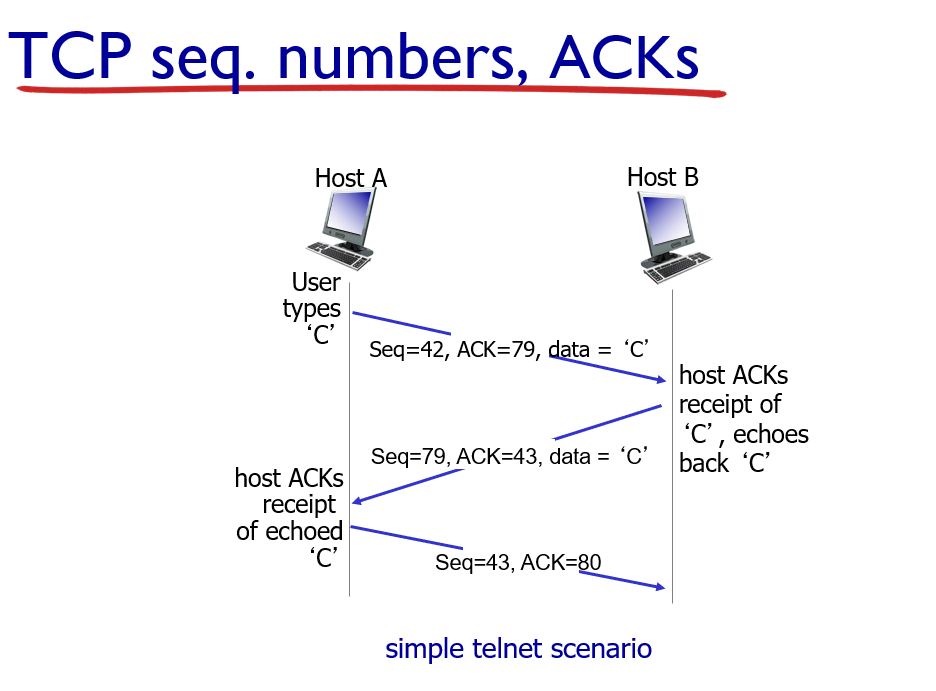 TCP seq. numbers, ACKs
Host A
Host B
User
types
‘C’
Seq=42, ACK=79, data = ‘C’
host ACKs
receipt of
‘C’, echoes
back ‘C’
Seq=79, ACK=43, data = ‘C’
host ACKs
receipt
of echoed
‘C’
Seq=43, ACK=80
simple telnet scenario